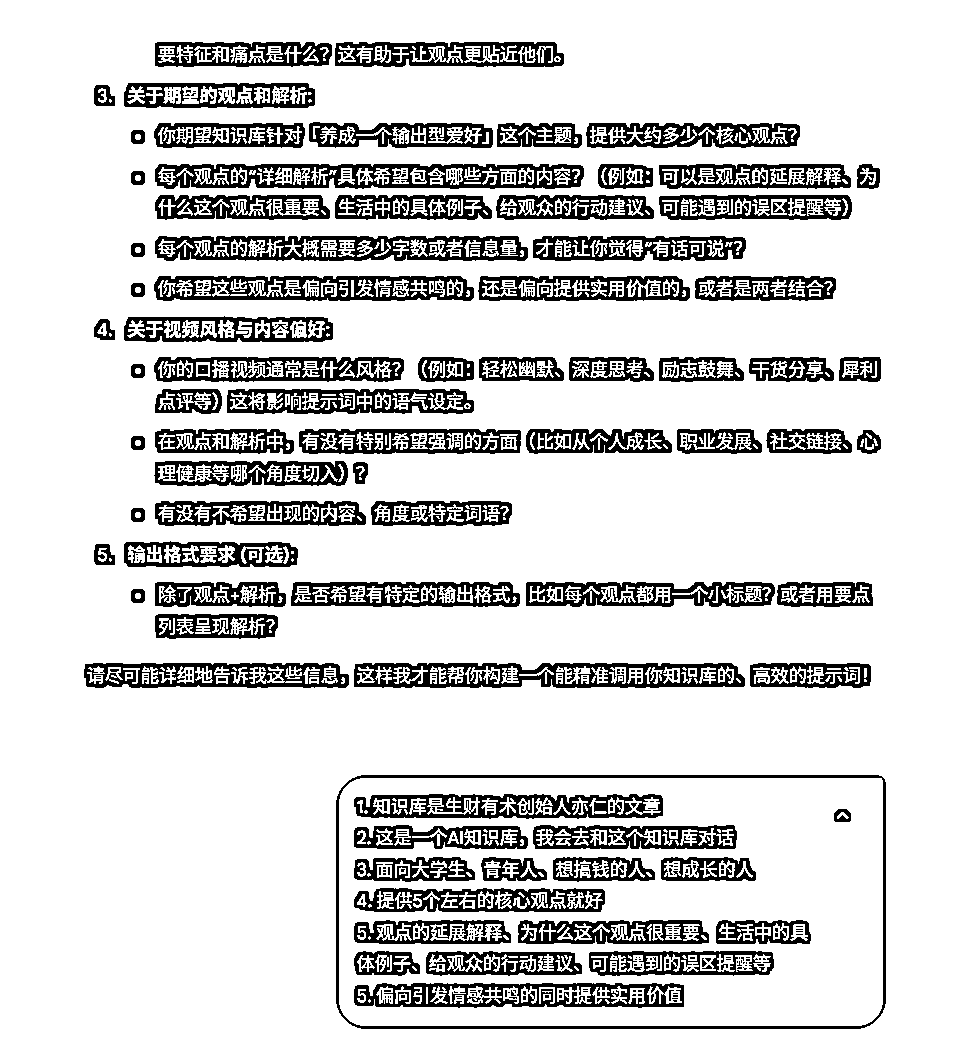 要特征和痛点是什么？这有助于让观点更贴近他们。
3. 关于期望的观点和解析:
你期望知识库针对「养成一个输出型爱好」这个主题，提供大约多少个核心观点？
每个观点的“详细解析”具体希望包含哪些方面的内容？（例如：可以是观点的延展解释、为
什么这个观点很重要、生活中的具体例子、给观众的行动建议、可能遇到的误区提醒等）
每个观点的解析大概需要多少字数或者信息量，才能让你觉得“有话可说”？
你希望这些观点是偏向引发情感共鸣的，还是偏向提供实用价值的，或者是两者结合？
4. 关于视频风格与内容偏好:
你的口播视频通常是什么风格？（例如：轻松幽默、深度思考、励志鼓舞、干货分享、犀利
点评等）这将影响提示词中的语气设定。
在观点和解析中，有没有特别希望强调的方面（比如从个人成长、职业发展、社交链接、心
理健康等哪个角度切入）？
有没有不希望出现的内容、角度或特定词语？
5. 输出格式要求 (可选):
除了观点+解析，是否希望有特定的输出格式，比如每个观点都用一个小标题？或者用要点
列表呈现解析？
请尽可能详细地告诉我这些信息，这样我才能帮你构建一个能精准调用你知识库的、高效的提示词！
1. 知识库是生财有术创始人亦仁的文章
2. 这是一个AI知识库，我会去和这个知识库对话
3. 面向大学生、青年人、想搞钱的人、想成长的人
4. 提供5个左右的核心观点就好
5. 观点的延展解释、为什么这个观点很重要、生活中的具
体例子、给观众的行动建议、可能遇到的误区提醒等
5. 偏向引发情感共鸣的同时提供实用价值